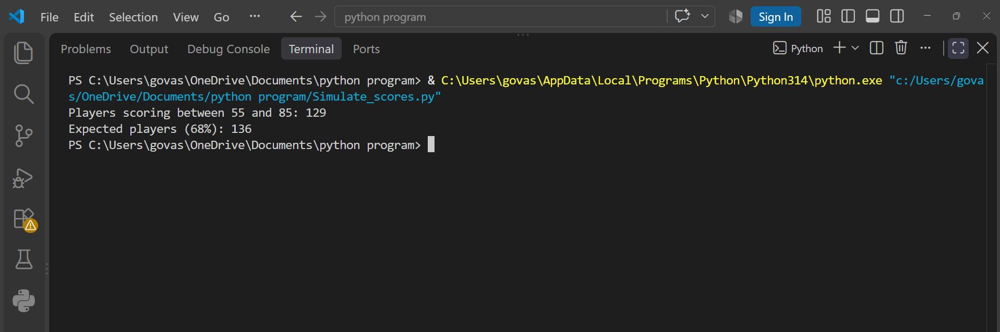 File Edit Selection View Go ··· python program Sign In
Problems Output Debug Console Terminal Ports Python
PS C:\Users\govas\OneDrive\Documents\python program> & C:\Users\govas\AppData\Local\Programs\Python\Python314\python.exe "c:/Users/gova
s/OneDrive/Documents/python program/Simulate_scores.py"
Players scoring between 55 and 85: 129
Expected players (68%): 136
PS C:\Users\govas\OneDrive\Documents\python program>